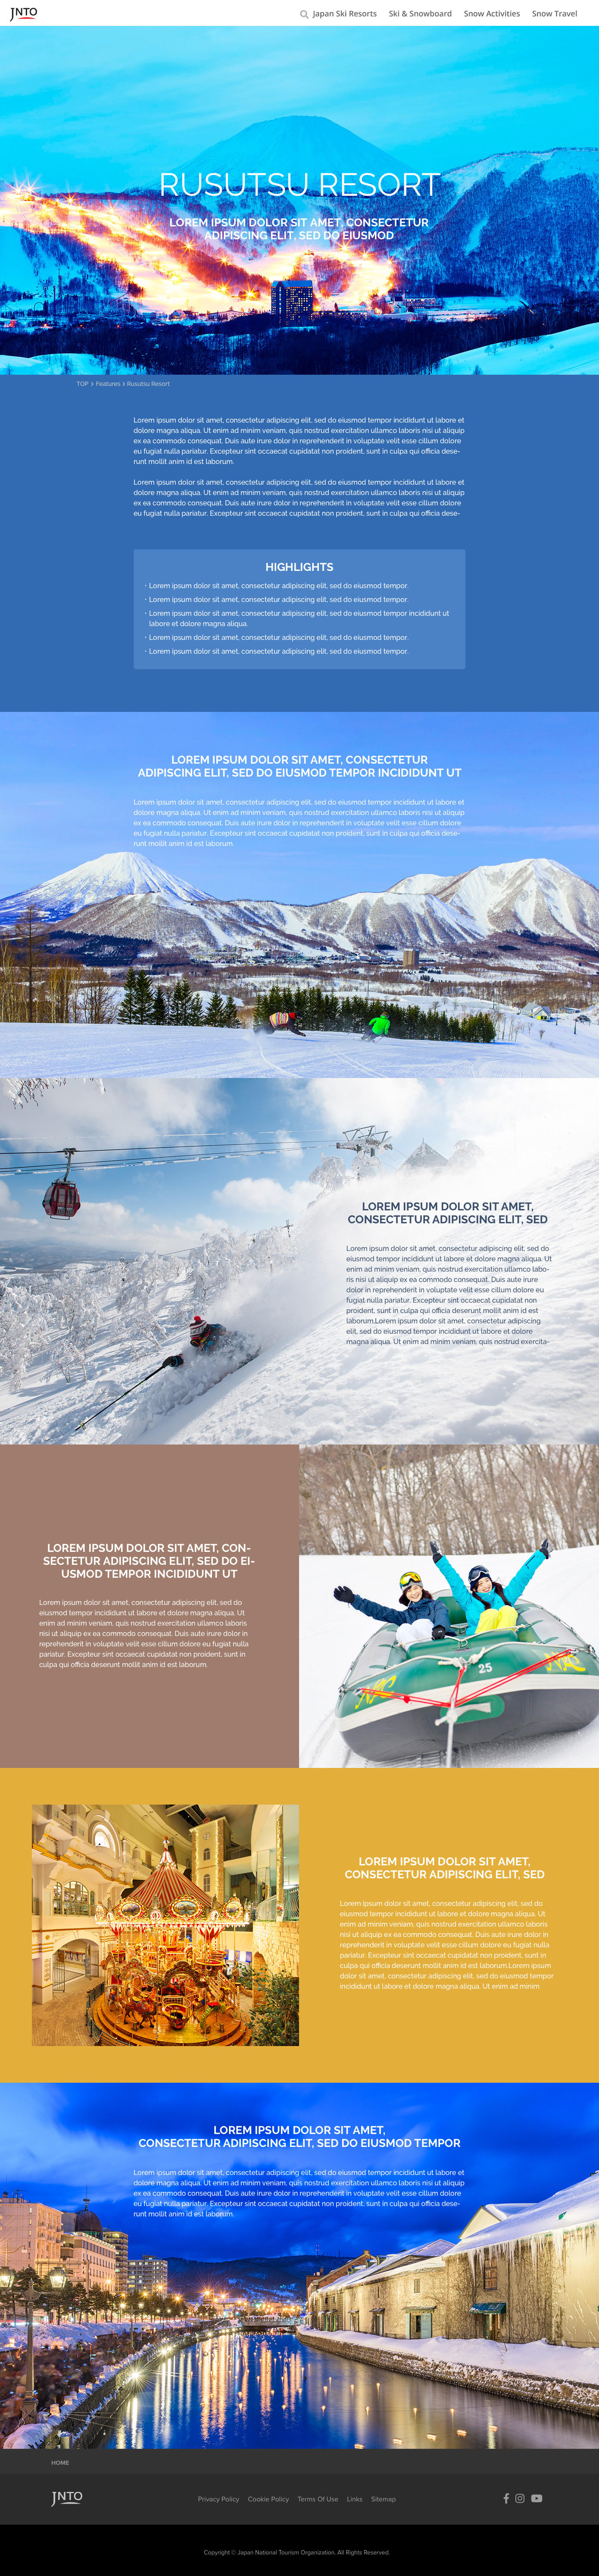 JNTO
Japan Ski Resorts Ski & Snowboard Snow Activities Snow Travel
RUSUTSU RESORT
LOREM IPSUM DOLOR SIT AMET, CONSECTETUR
ADIPISCING ELIT, SED DO EIUSMOD
TOP > Features > Rusutsu Resort
Lorem ipsum dolor sit amet, consectetur adipiscing elit, sed do eiusmod tempor incididunt ut labore et
dolore magna aliqua. Ut enim ad minim veniam, quis nostrud exercitation ullamco laboris nisi ut aliquip
ex ea commodo consequat. Duis aute irure dolor in reprehenderit in voluptate velit esse cillum dolore
eu fugiat nulla pariatur. Excepteur sint occaecat cupidatat non proident, sunt in culpa qui officia dese-
runt mollit anim id est laborum.
Lorem ipsum dolor sit amet, consectetur adipiscing elit, sed do eiusmod tempor incididunt ut labore et
dolore magna aliqua. Ut enim ad minim veniam, quis nostrud exercitation ullamco laboris nisi ut aliquip
ex ea commodo consequat. Duis aute irure dolor in reprehenderit in voluptate velit esse cillum dolore
eu fugiat nulla pariatur. Excepteur sint occaecat cupidatat non proident, sunt in culpa qui officia dese-
HIGHLIGHTS
・Lorem ipsum dolor sit amet, consectetur adipiscing elit, sed do eiusmod tempor.
・Lorem ipsum dolor sit amet, consectetur adipiscing elit, sed do eiusmod tempor.
・Lorem ipsum dolor sit amet, consectetur adipiscing elit, sed do eiusmod tempor incididunt ut
labore et dolore magna aliqua.
・Lorem ipsum dolor sit amet, consectetur adipiscing elit, sed do eiusmod tempor.
・Lorem ipsum dolor sit amet, consectetur adipiscing elit, sed do eiusmod tempor.
LOREM IPSUM DOLOR SIT AMET, CONSECTETUR
ADIPISCING ELIT, SED DO EIUSMOD TEMPOR INCIDIDUNT UT
Lorem ipsum dolor sit amet, consectetur adipiscing elit, sed do eiusmod tempor incididunt ut labore et
dolore magna aliqua. Ut enim ad minim veniam, quis nostrud exercitation ullamco laboris nisi ut aliquip
ex ea commodo consequat. Duis aute irure dolor in reprehenderit in voluptate velit esse cillum dolore
eu fugiat nulla pariatur. Excepteur sint occaecat cupidatat non proident, sunt in culpa qui officia dese-
runt mollit anim id est laborum.
LOREM IPSUM DOLOR SIT AMET,
CONSECTETUR ADIPISCING ELIT, SED
Lorem ipsum dolor sit amet, consectetur adipiscing elit, sed do
eiusmod tempor incididunt ut labore et dolore magna aliqua. Ut
enim ad minim veniam, quis nostrud exercitation ullamco labo-
ris nisi ut aliquip ex ea commodo consequat. Duis aute irure
dolor in reprehenderit in voluptate velit esse cillum dolore eu
fugiat nulla pariatur. Excepteur sint occaecat cupidatat non
proident, sunt in culpa qui officia deserunt mollit anim id est
laborum.Lorem ipsum dolor sit amet, consectetur adipiscing
elit, sed do eiusmod tempor incididunt ut labore et dolore
magna aliqua. Ut enim ad minim veniam, quis nostrud exercita-
LOREM IPSUM DOLOR SIT AMET, CON-
SECTETUR ADIPISCING ELIT, SED DO EI-
USMOD TEMPOR INCIDIDUNT UT
Lorem ipsum dolor sit amet, consectetur adipiscing elit, sed do
eiusmod tempor incididunt ut labore et dolore magna aliqua. Ut
enim ad minim veniam, quis nostrud exercitation ullamco laboris
nisi ut aliquip ex ea commodo consequat. Duis aute irure dolor in
reprehenderit in voluptate velit esse cillum dolore eu fugiat nulla
pariatur. Excepteur sint occaecat cupidatat non proident, sunt in
culpa qui officia deserunt mollit anim id est laborum.
25
LOREM IPSUM DOLOR SIT AMET,
CONSECTETUR ADIPISCING ELIT, SED
Lorem ipsum dolor sit amet, consectetur adipiscing elit, sed do
eiusmod tempor incididunt ut labore et dolore magna aliqua. Ut
enim ad minim veniam, quis nostrud exercitation ullamco laboris
nisi ut aliquip ex ea commodo consequat. Duis aute irure dolor in
reprehenderit in voluptate velit esse cillum dolore eu fugiat nulla
pariatur. Excepteur sint occaecat cupidatat non proident, sunt in
culpa qui officia deserunt mollit anim id est laborum.Lorem ipsum
dolor sit amet, consectetur adipiscing elit, sed do eiusmod tempor
incididunt ut labore et dolore magna aliqua. Ut enim ad minim
LOREM IPSUM DOLOR SIT AMET,
CONSECTETUR ADIPISCING ELIT, SED DO EIUSMOD TEMPOR
Lorem ipsum dolor sit amet, consectetur adipiscing elit, sed do eiusmod tempor incididunt ut labore et
dolore magna aliqua. Ut enim ad minim veniam, quis nostrud exercitation ullamco laboris nisi ut aliquip
ex ea commodo consequat. Duis aute irure dolor in reprehenderit in voluptate velit esse cillum dolore
eu fugiat nulla pariatur. Excepteur sint occaecat cupidatat non proident, sunt in culpa qui officia dese-
runt mollit anim id est laborum.
HOME
JNTO
Privacy Policy Cookie Policy Terms Of Use Links Sitemap
Copyright © Japan National Tourism Organization. All Rights Reserved.